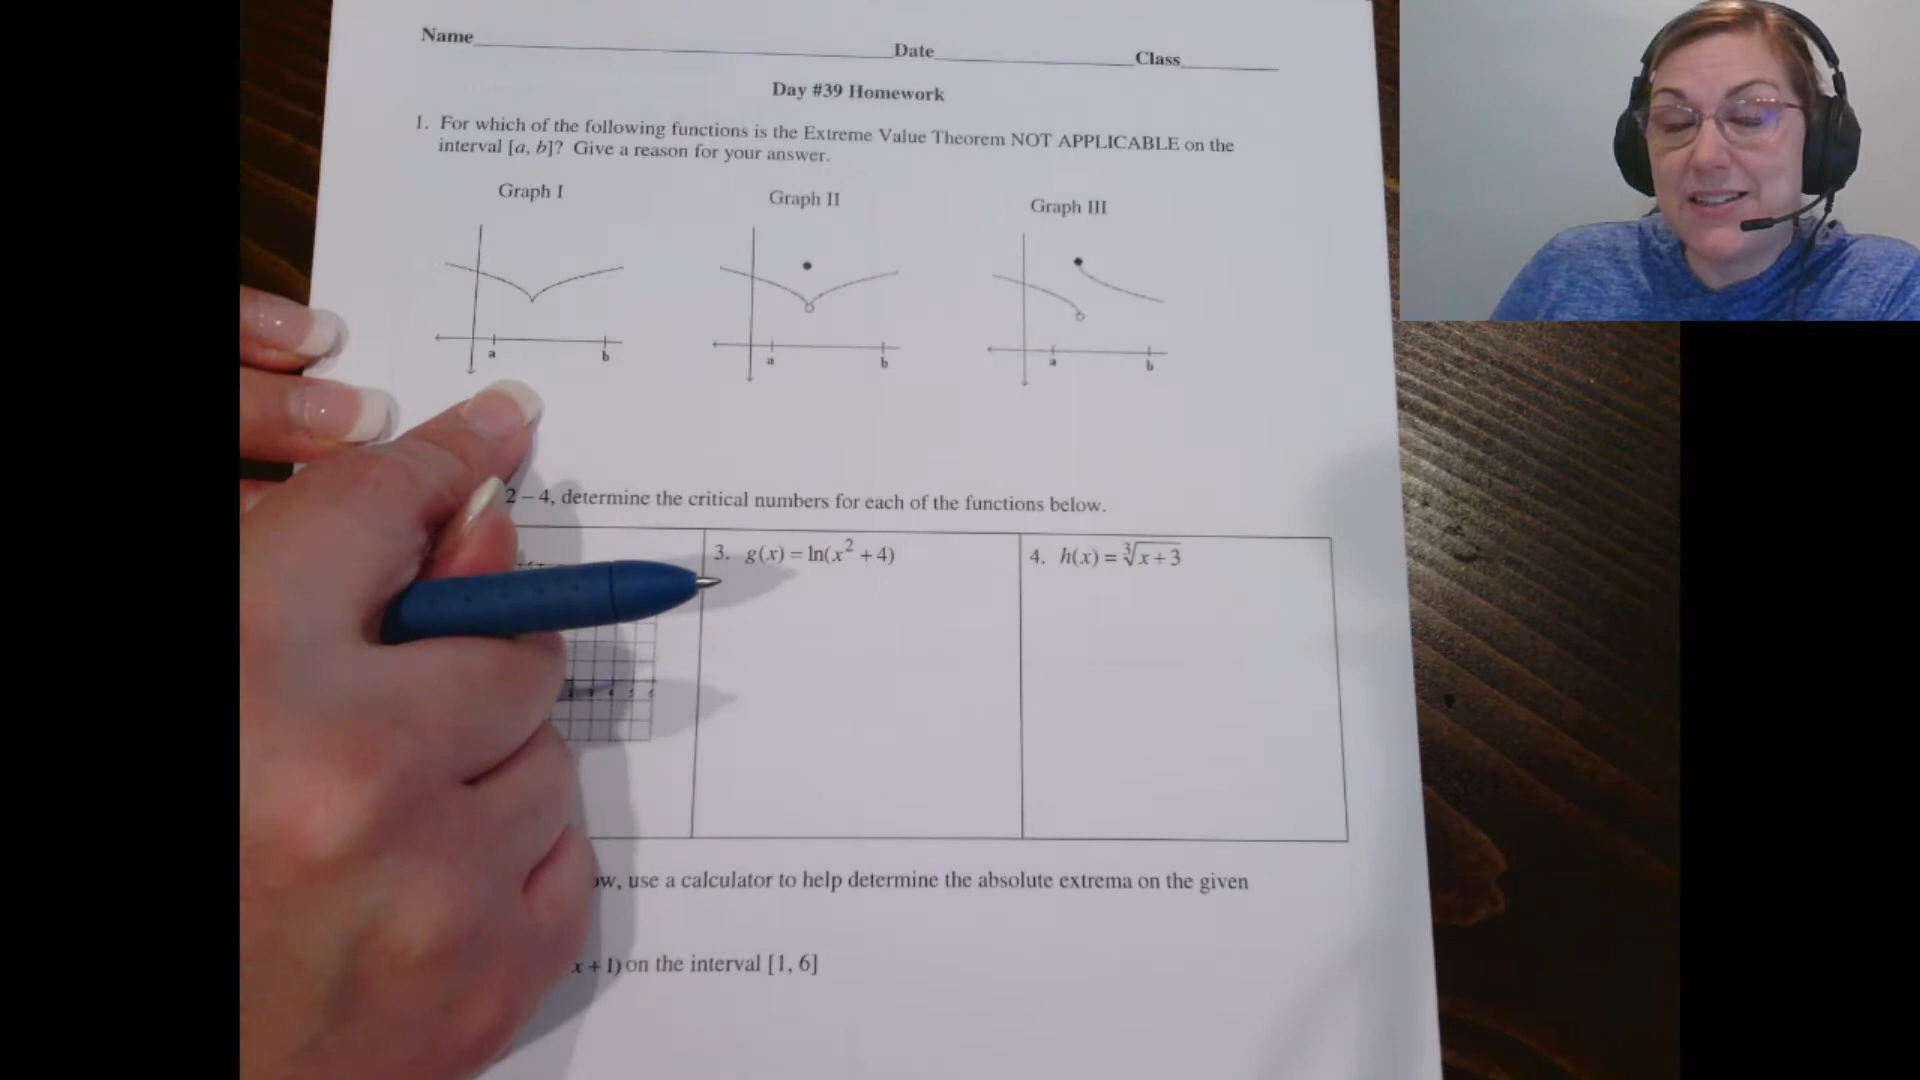 Name Date Class
Day #39 Homework
1. For which of the following functions is the Extreme Value Theorem NOT APPLICABLE on the
interval [a, b]? Give a reason for your answer.
Graph I Graph II Graph III
a b a b a b
2 – 4, determine the critical numbers for each of the functions below.
3. g(x) = ln(x² + 4) 4. h(x) = ∛x + 3
, use a calculator to help determine the absolute extrema on the given
x + 1) on the interval [1, 6]